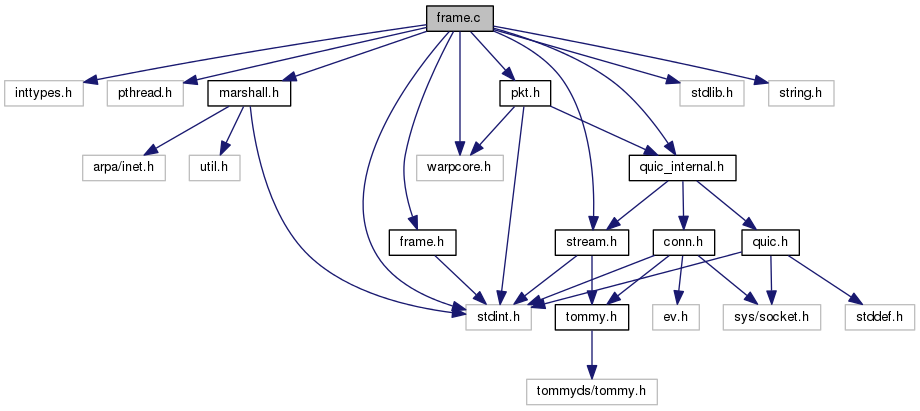 frame.c
inttypes.h
pthread.h
marshall.h
pkt.h
stdlib.h
string.h
arpa/inet.h
util.h
warpcore.h
quic_internal.h
frame.h
stream.h
conn.h
quic.h
stdint.h
tommy.h
ev.h
sys/socket.h
stddef.h
tommyds/tommy.h